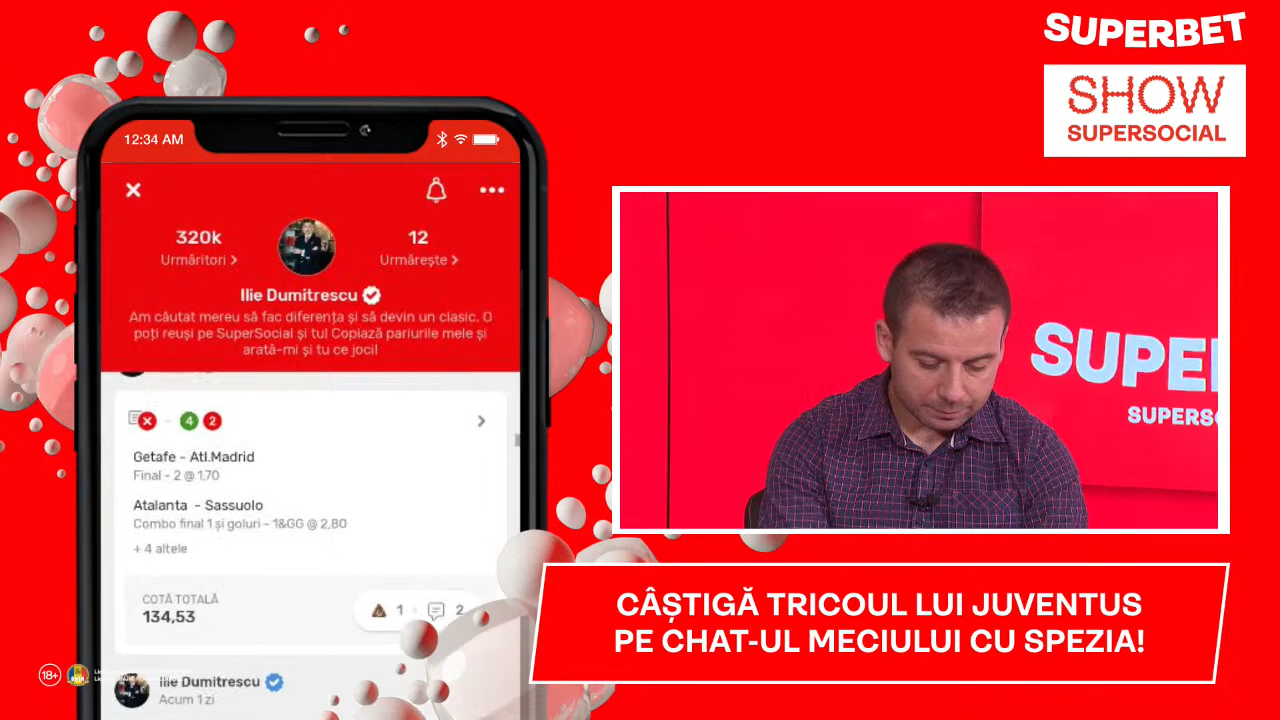 SUPERBET
SHOW
SUPERSOCIAL
12:34 AM
320k
Urmăritori
12
Urmărește
Ilie Dumitrescu
Am căutat mereu să fac diferența și să devin un clasic. O
poți reuși pe SuperSocial și tu! Copiază pariurile mele și
arată-mi și tu ce joci!
4 2
Getafe - Atl.Madrid
Final - 2 @ 1,70
Atalanta - Sassuolo
Combo final 1 și goluri - 1&GG @ 2,80
+ 4 altele
COTĂ TOTALĂ
134,53
1
2
Ilie Dumitrescu
Acum 1 zi
18+
SUPE
SUPERSO
CÂȘTIGĂ TRICOUL LUI JUVENTUS
PE CHAT-UL MECIULUI CU SPEZIA!